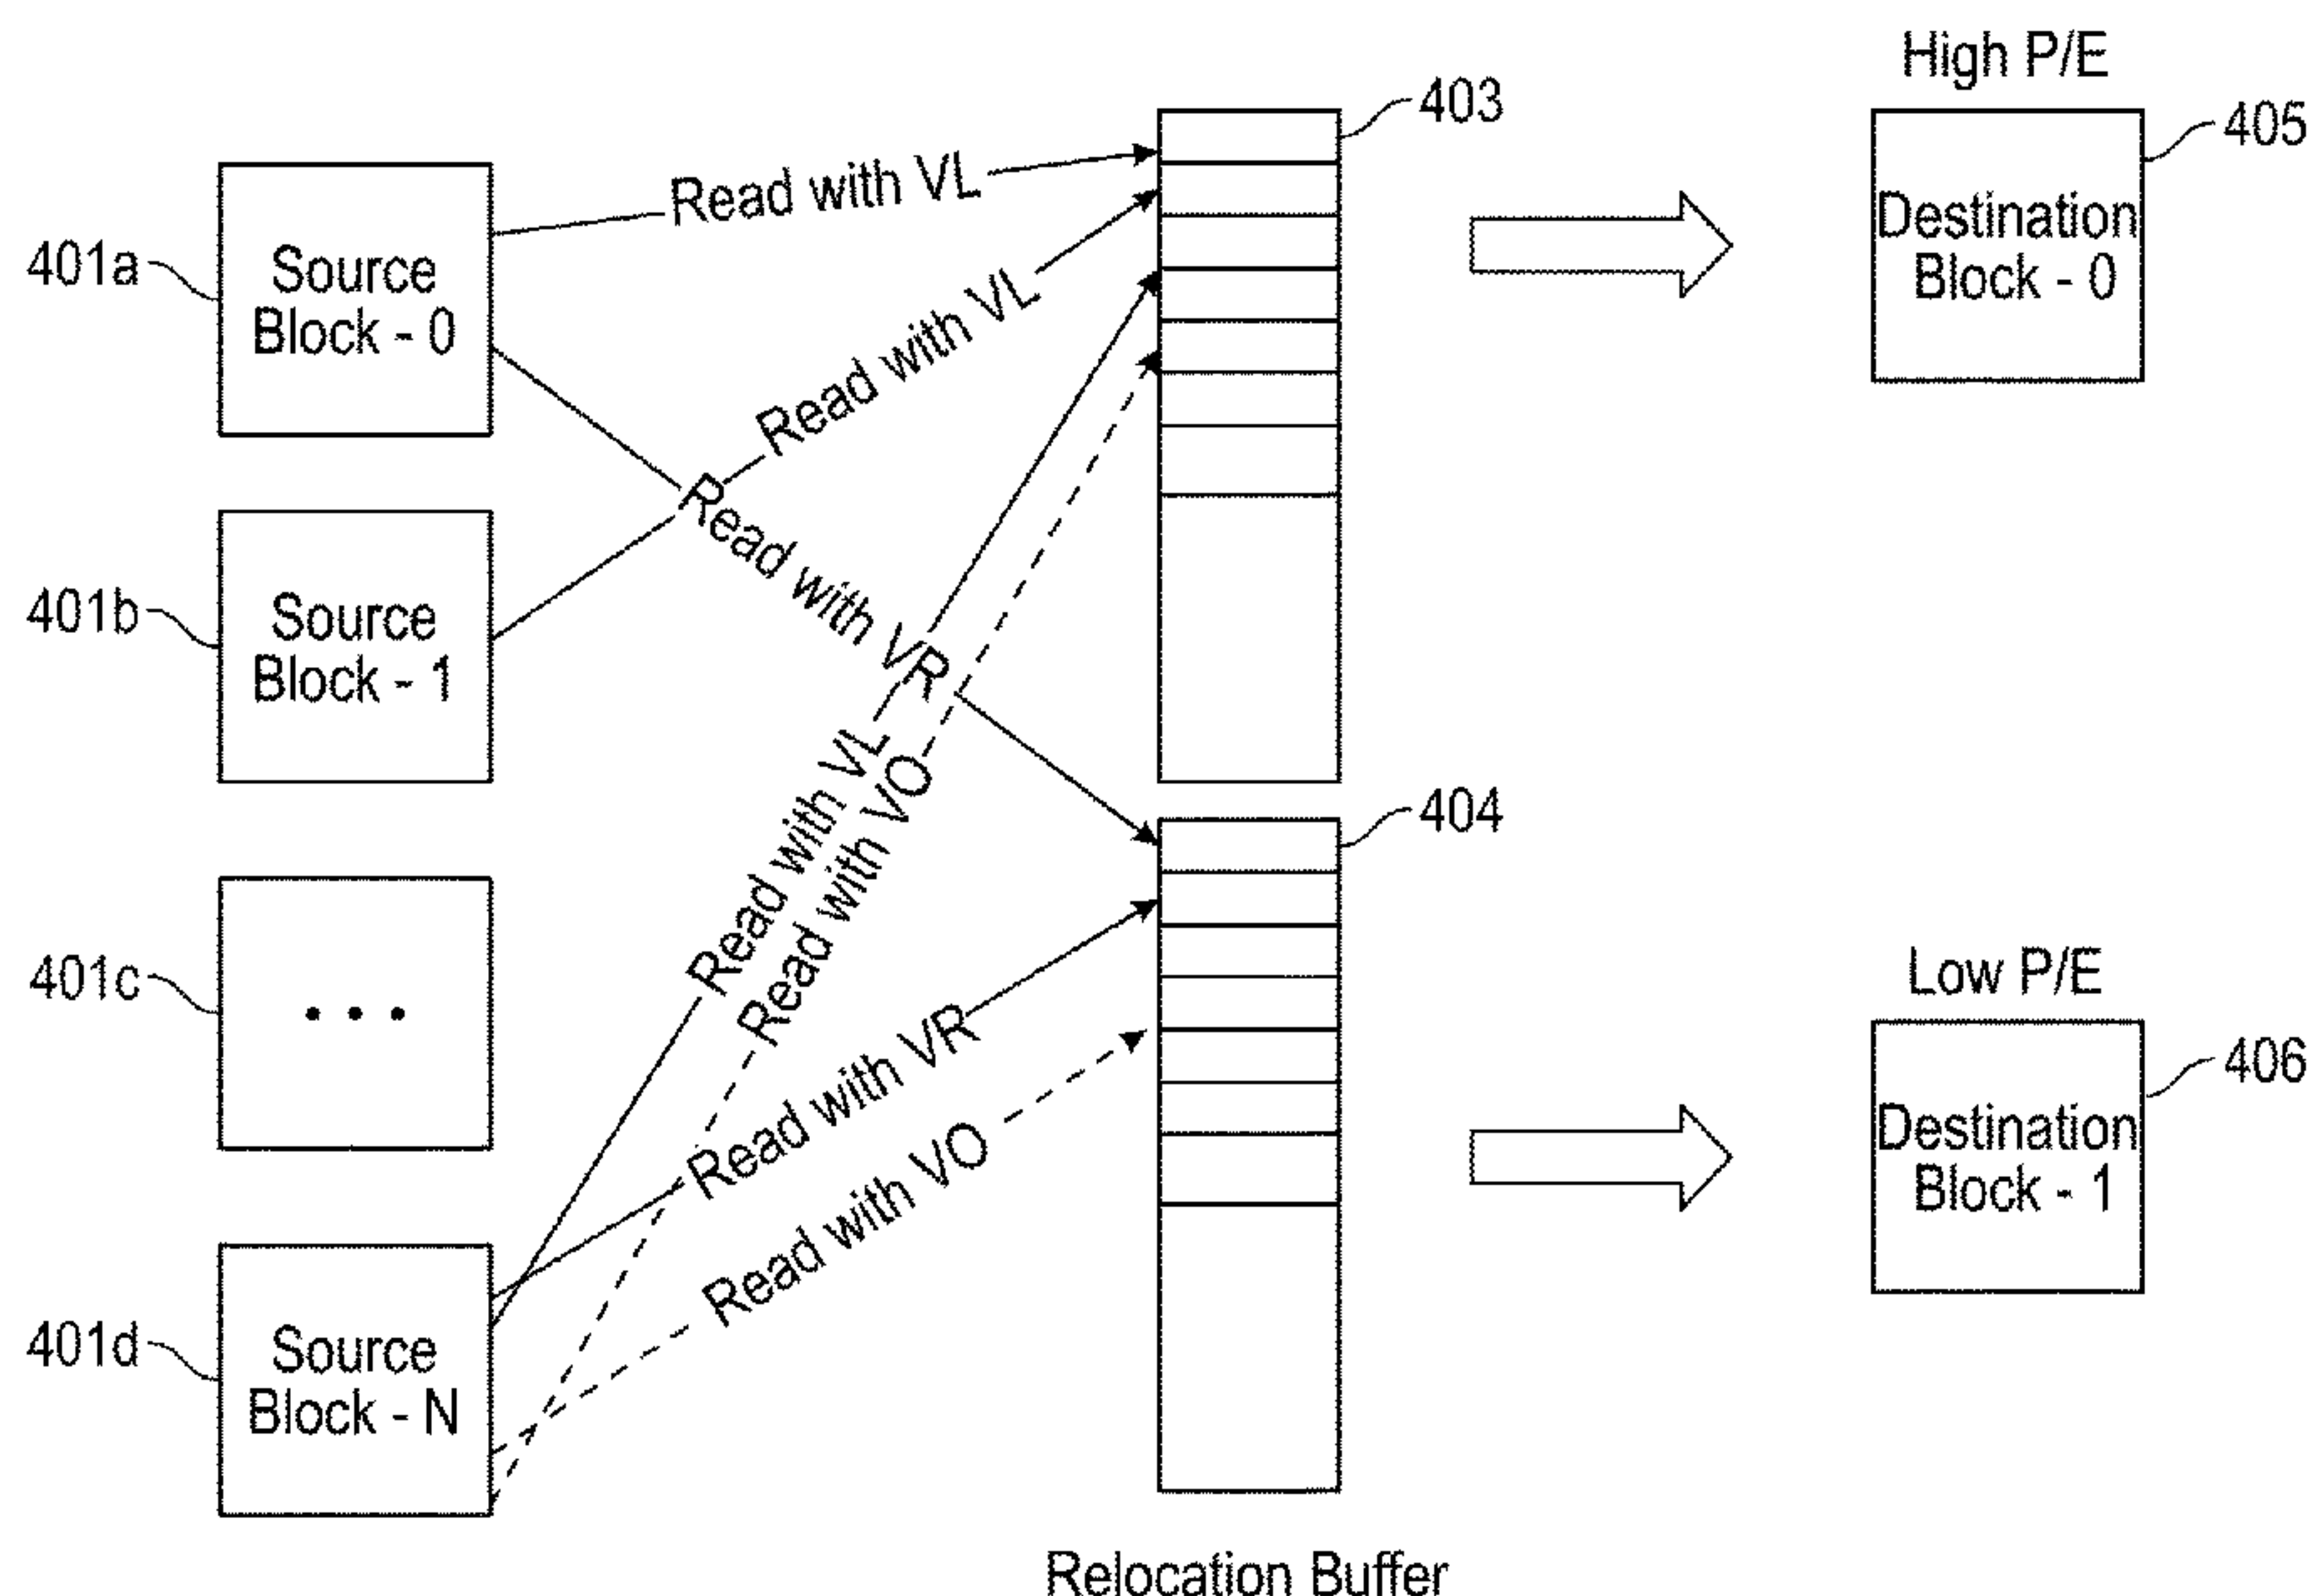 High P/E
403
405
Read with VL
Destination
Block - 0
401a
Source
Block - 0
Read with VL
Read with VR
401b
Source
Block - 1
Read with VL
Read with VO
404
Low P/E
401c
• • •
Read with VR
406
Destination
Block - 1
Read with VO
401d
Source
Block - N
Relocation Buffer